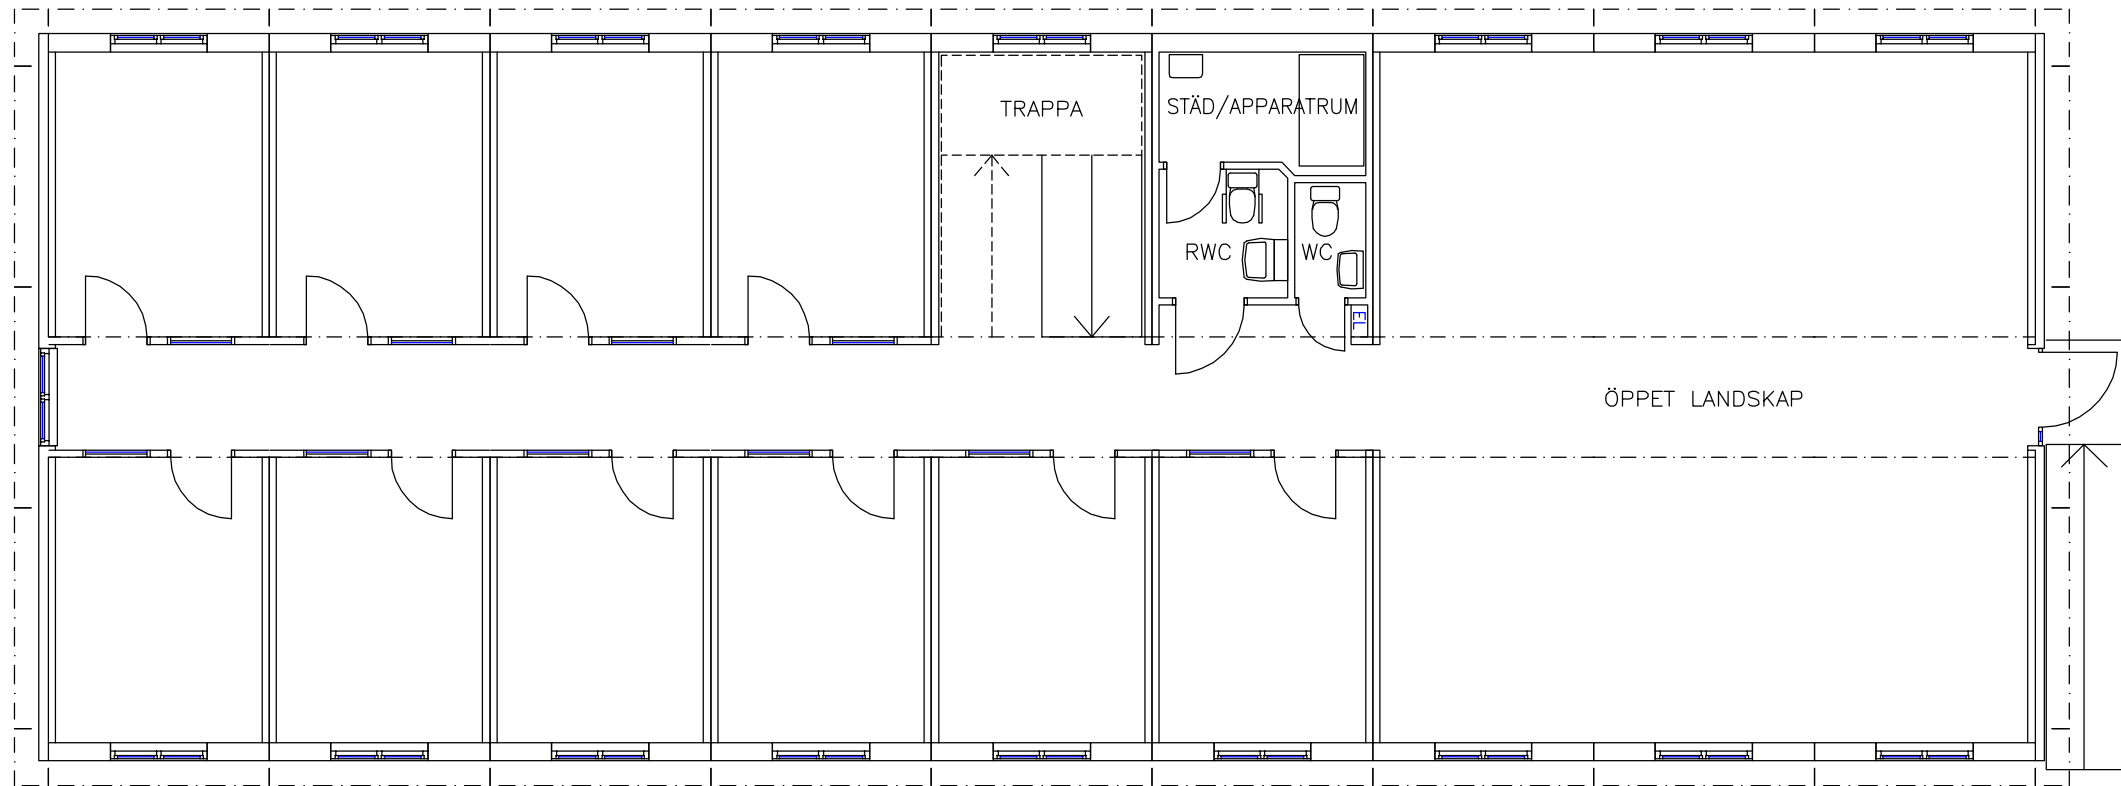 TRAPPA
STÄD/APPARATRUM
RWC
WC
EL
ÖPPET LANDSKAP